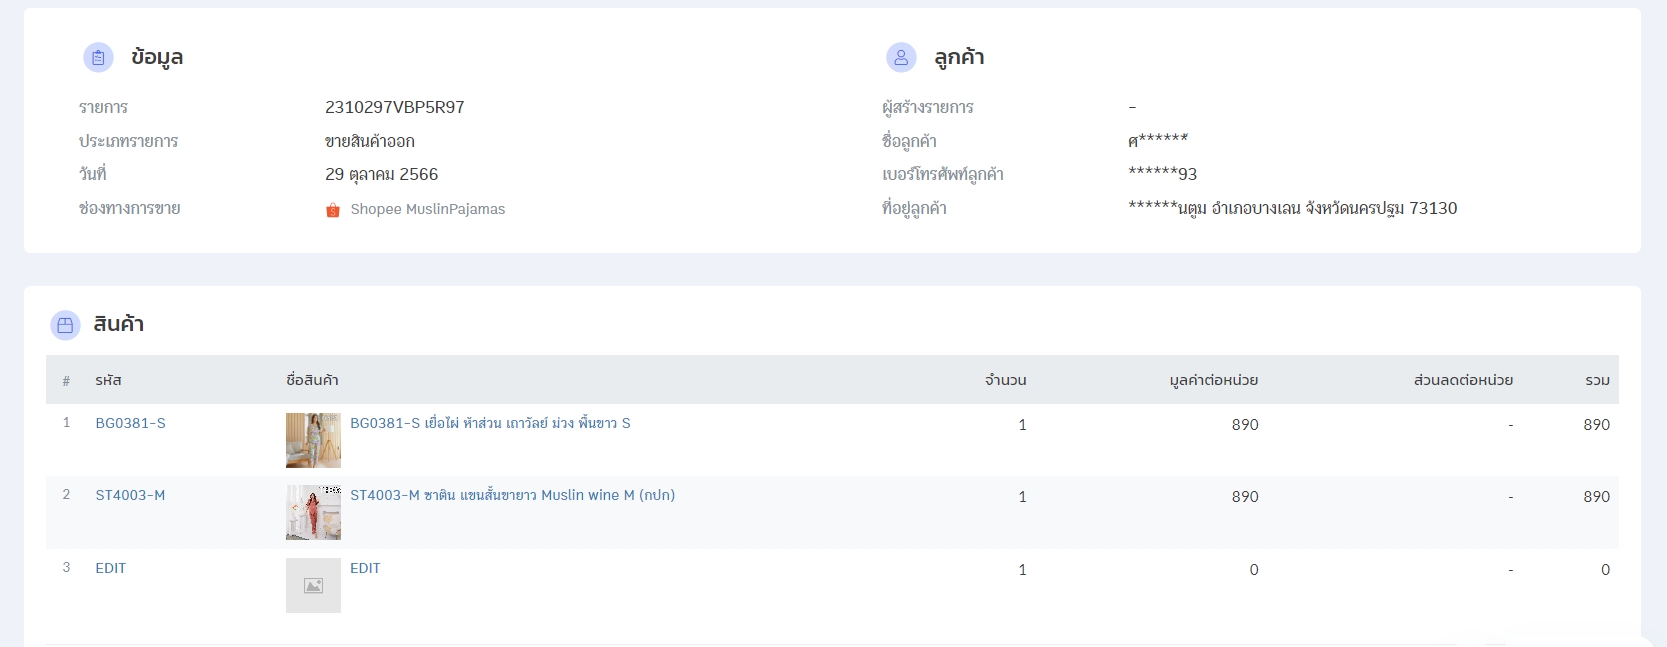 ข้อมูล
รายการ 2310297VBP5R97
ประเภทรายการ ขายสินค้าออก
วันที่ 29 ตุลาคม 2566
ช่องทางการขาย Shopee MuslinPajamas
ลูกค้า
ผู้สร้างรายการ -
ชื่อลูกค้า ศ******
เบอร์โทรศัพท์ลูกค้า ******93
ที่อยู่ลูกค้า ******นตูม อำเภอบางเลน จังหวัดนครปฐม 73130
สินค้า
# รหัส ชื่อสินค้า จำนวน มูลค่าต่อหน่วย ส่วนลดต่อหน่วย รวม
1 BG0381-S BG0381-S เยื่อไผ่ ห้าส่วน เถาวัลย์ ม่วง พื้นขาว S 1 890 - 890
2 ST4003-M ST4003-M ซาติน แขนสั้นขายาว Muslin wine M (กปก) 1 890 - 890
3 EDIT EDIT 1 0 - 0